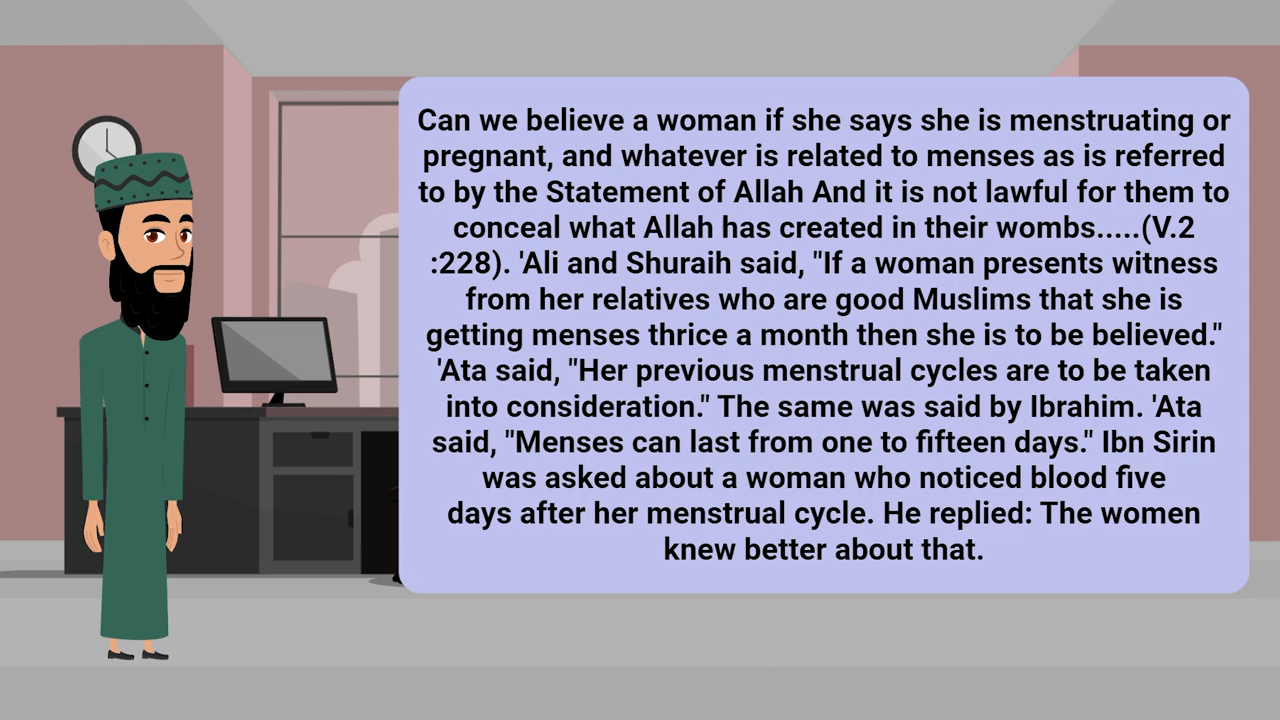 Can we believe a woman if she says she is menstruating or
pregnant, and whatever is related to menses as is referred
to by the Statement of Allah And it is not lawful for them to
conceal what Allah has created in their wombs.....(V.2
:228). 'Ali and Shuraih said, "If a woman presents witness
from her relatives who are good Muslims that she is
getting menses thrice a month then she is to be believed."
'Ata said, "Her previous menstrual cycles are to be taken
into consideration." The same was said by Ibrahim. 'Ata
said, "Menses can last from one to fifteen days." Ibn Sirin
was asked about a woman who noticed blood five
days after her menstrual cycle. He replied: The women
knew better about that.